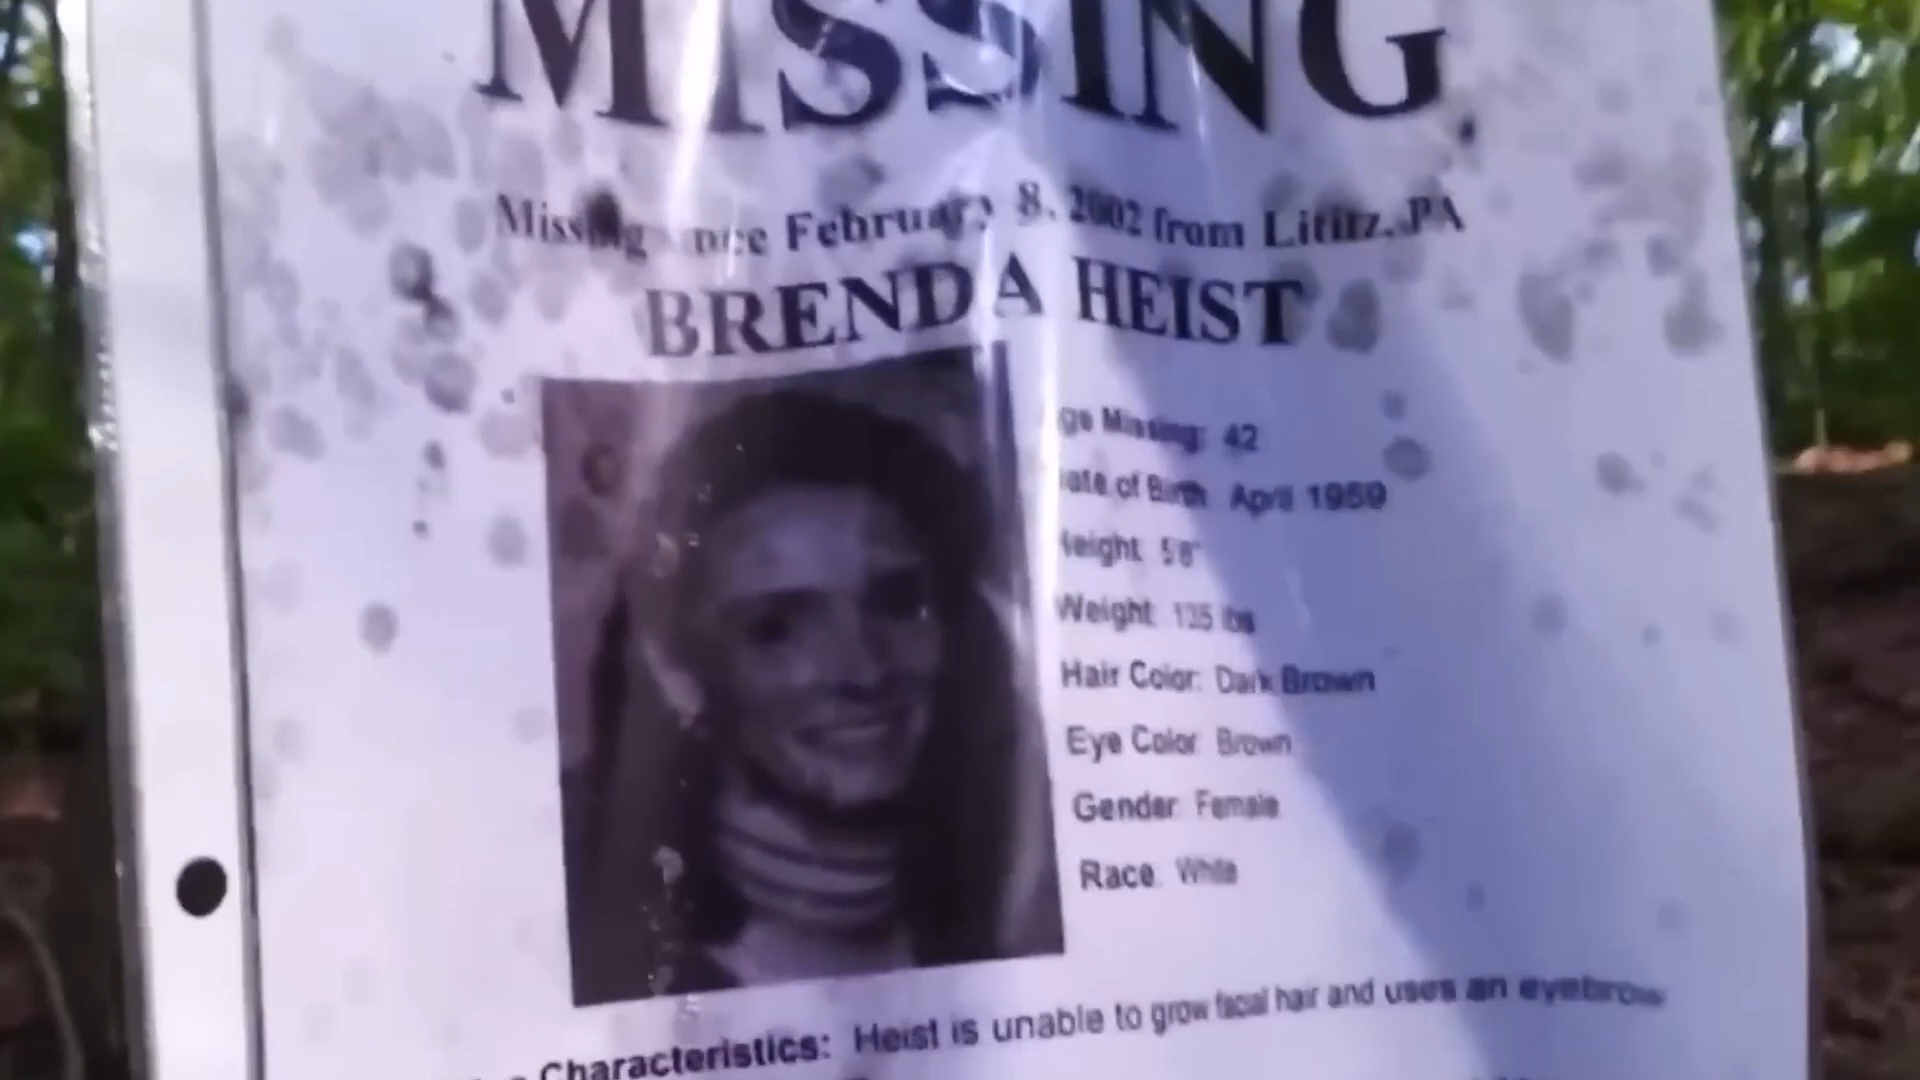 MISSING
Missing since February 8, 2002 from Lititz, PA
BRENDA HEIST
ge Missing: 42
ate of Birth April 1959
Height: 5'8"
Weight: 135 lbs
Hair Color: Dark Brown
Eye Color: Brown
Gender: Female
Race: White
Characteristics: Heist is unable to grow facial hair and uses an eyebrow